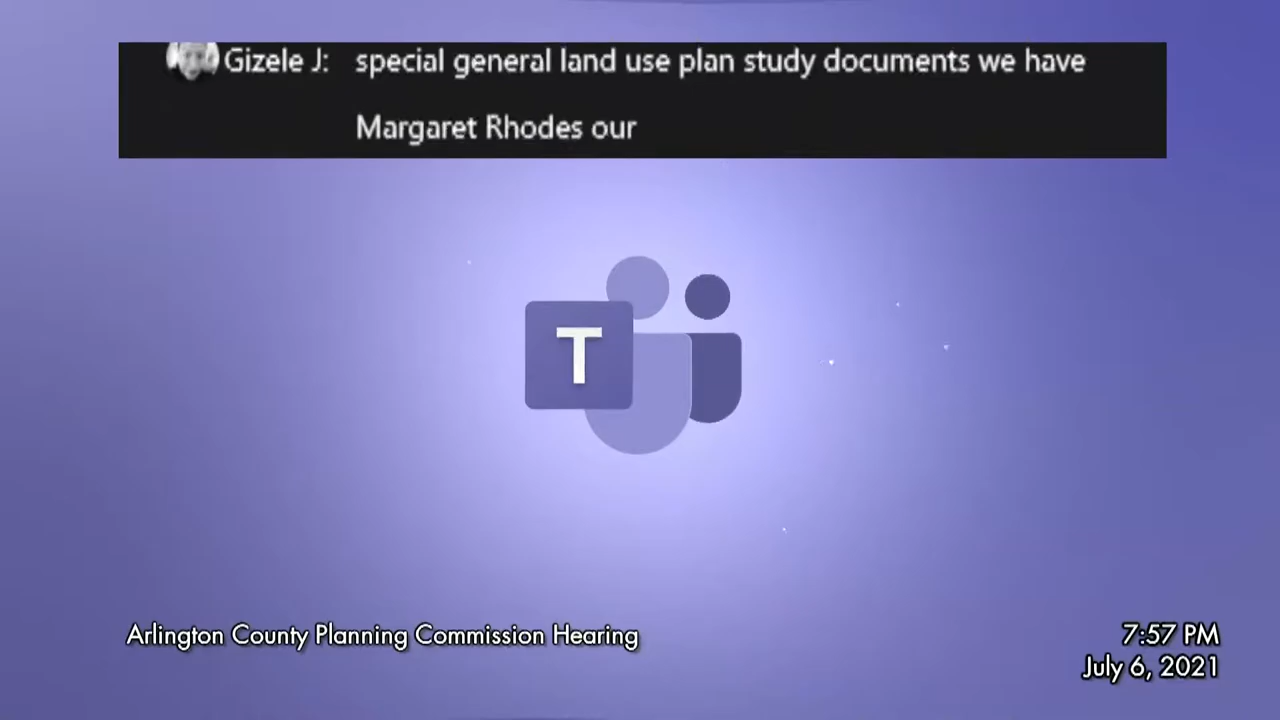 Gizele J: special general land use plan study documents we have
Margaret Rhodes our
T
Arlington County Planning Commission Hearing
7:57 PM
July 6, 2021